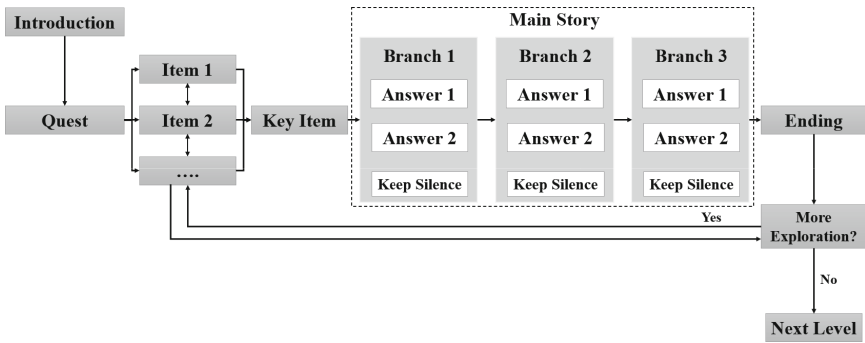 Introduction
Quest
Item 1
Item 2
....
Key Item
Main Story
Branch 1
Answer 1
Answer 2
Keep Silence
Branch 2
Answer 1
Answer 2
Keep Silence
Branch 3
Answer 1
Answer 2
Keep Silence
Ending
More
Exploration?
Yes
No
Next Level